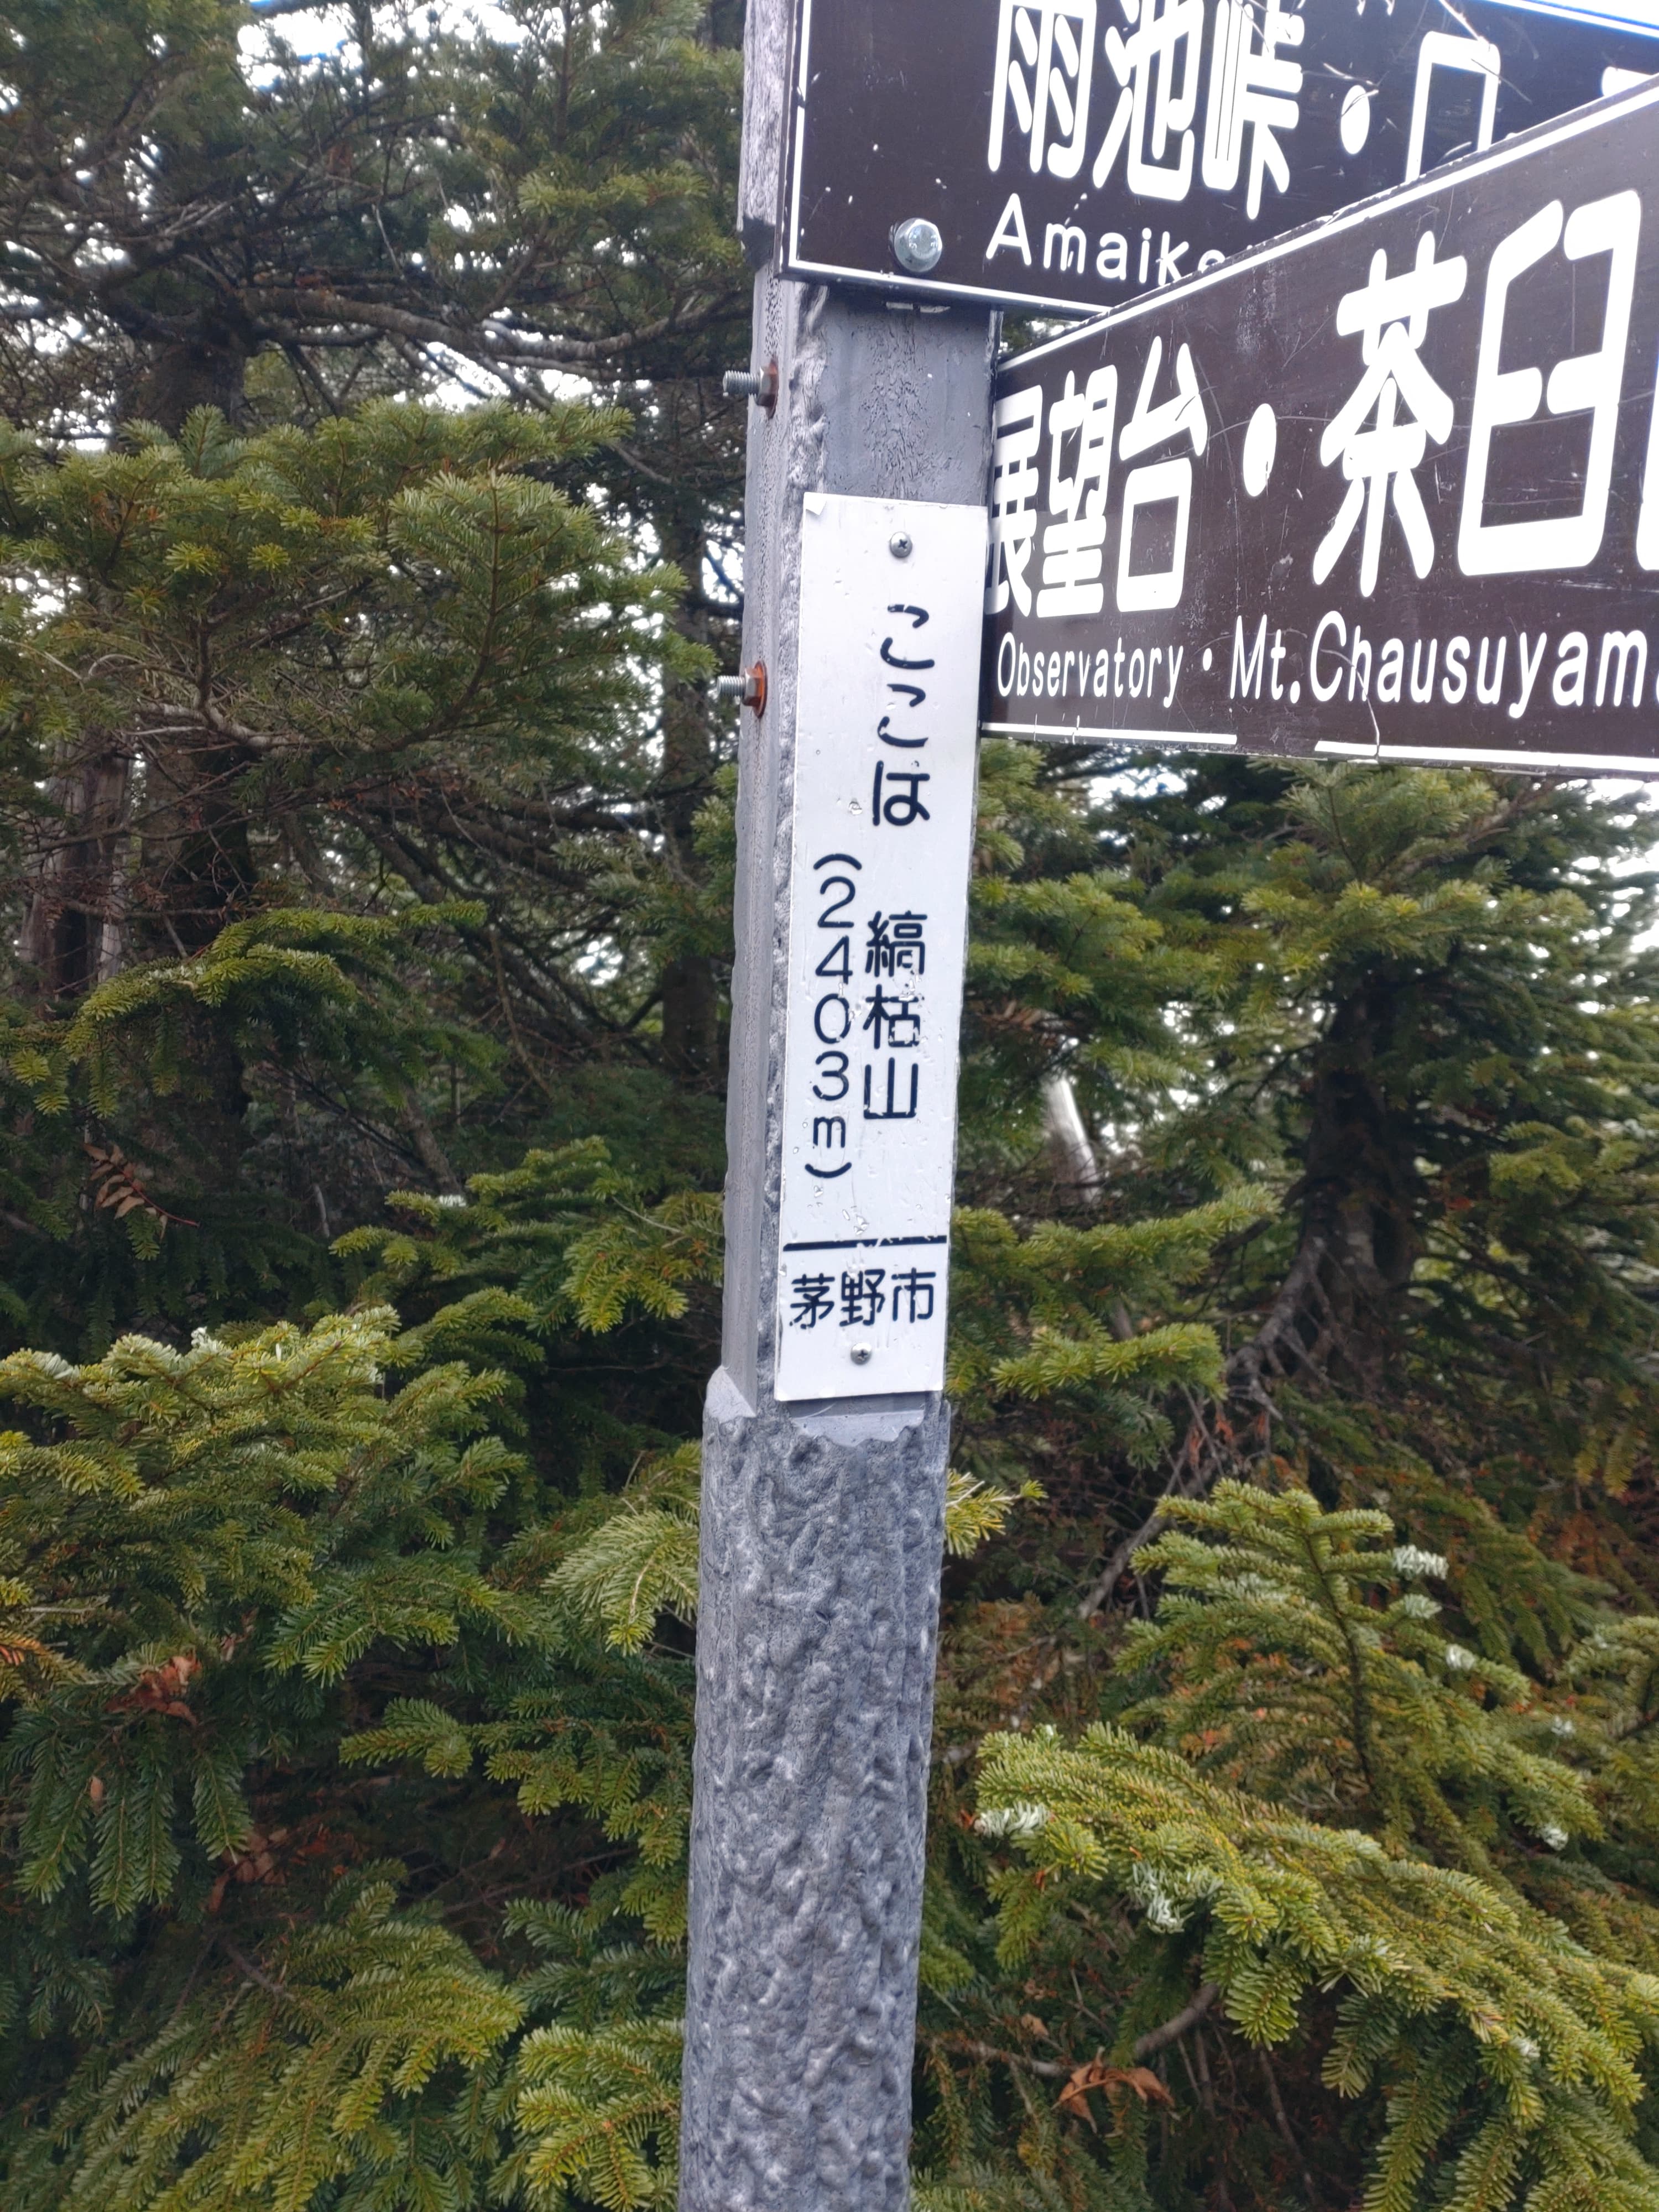 雨池峠・ロ
Amaike
展望台・茶臼
Observatory・Mt.Chausuyama
ここは 縞枯山
(2403m)
茅野市